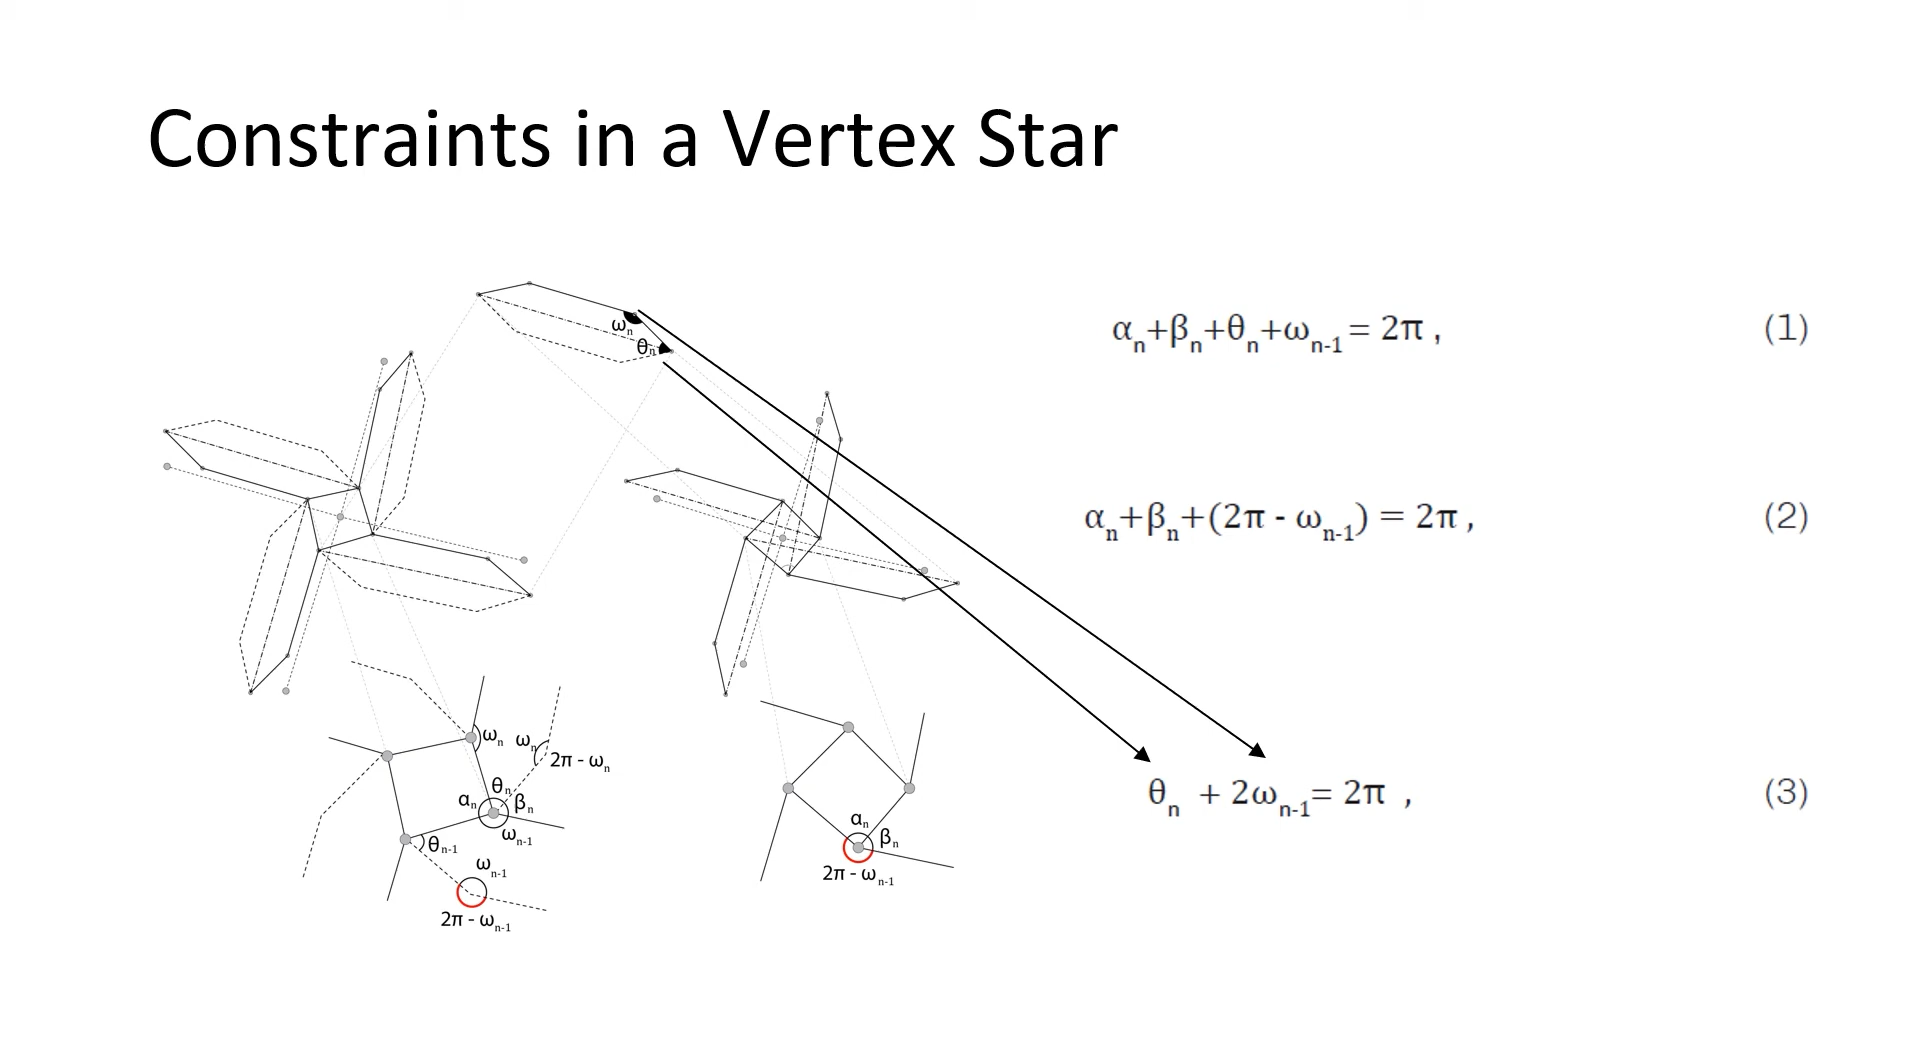 Constraints in a Vertex Star
ωn
θn
αn+βn+θn+ωn-1 = 2π , (1)
αn+βn+(2π - ωn-1) = 2π , (2)
θn + 2ωn-1= 2π , (3)
ωn
ωn
2π - ωn
θn
αn
βn
ωn-1
θn-1
ωn-1
2π - ωn-1
αn
βn
2π - ωn-1